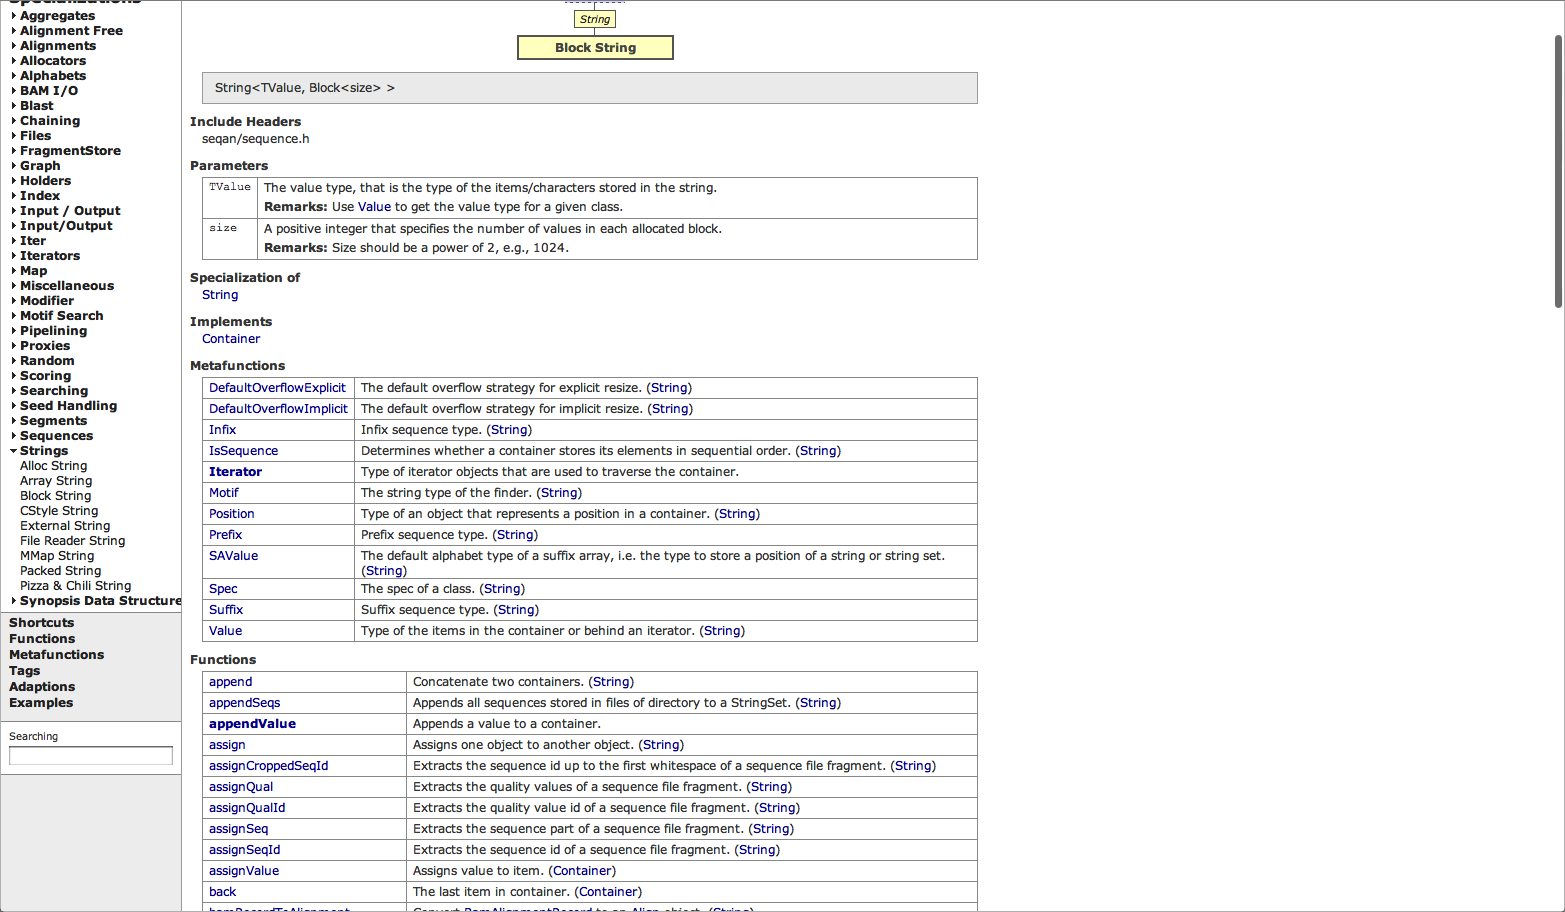 Specializations
Aggregates
Alignment Free
Alignments
Allocators
Alphabets
BAM I/O
Blast
Chaining
Files
FragmentStore
Graph
Holders
Index
Input / Output
Input/Output
Iter
Iterators
Map
Miscellaneous
Modifier
Motif Search
Pipelining
Proxies
Random
Scoring
Searching
Seed Handling
Segments
Sequences
Strings
Alloc String
Array String
Block String
CStyle String
External String
File Reader String
MMap String
Packed String
Pizza & Chili String
Synopsis Data Structure
Shortcuts
Functions
Metafunctions
Tags
Adaptions
Examples
Searching
String
Block String
String<TValue, Block<size> >
Include Headers
seqan/sequence.h
Parameters
TValue The value type, that is the type of the items/characters stored in the string.
Remarks: Use Value to get the value type for a given class.
size A positive integer that specifies the number of values in each allocated block.
Remarks: Size should be a power of 2, e.g., 1024.
Specialization of
String
Implements
Container
Metafunctions
DefaultOverflowExplicit The default overflow strategy for explicit resize. (String)
DefaultOverflowImplicit The default overflow strategy for implicit resize. (String)
Infix Infix sequence type. (String)
IsSequence Determines whether a container stores its elements in sequential order. (String)
Iterator Type of iterator objects that are used to traverse the container.
Motif The string type of the finder. (String)
Position Type of an object that represents a position in a container. (String)
Prefix Prefix sequence type. (String)
SAValue The default alphabet type of a suffix array, i.e. the type to store a position of a string or string set.
(String)
Spec The spec of a class. (String)
Suffix Suffix sequence type. (String)
Value Type of the items in the container or behind an iterator. (String)
Functions
append Concatenate two containers. (String)
appendSeqs Appends all sequences stored in files of directory to a StringSet. (String)
appendValue Appends a value to a container.
assign Assigns one object to another object. (String)
assignCroppedSeqId Extracts the sequence id up to the first whitespace of a sequence file fragment. (String)
assignQual Extracts the quality values of a sequence file fragment. (String)
assignQualId Extracts the quality value id of a sequence file fragment. (String)
assignSeq Extracts the sequence part of a sequence file fragment. (String)
assignSeqId Extracts the sequence id of a sequence file fragment. (String)
assignValue Assigns value to item. (Container)
back The last item in container. (Container)
bamRecordToAlignment Convert BamAlignmentRecord to an Align object. (String)